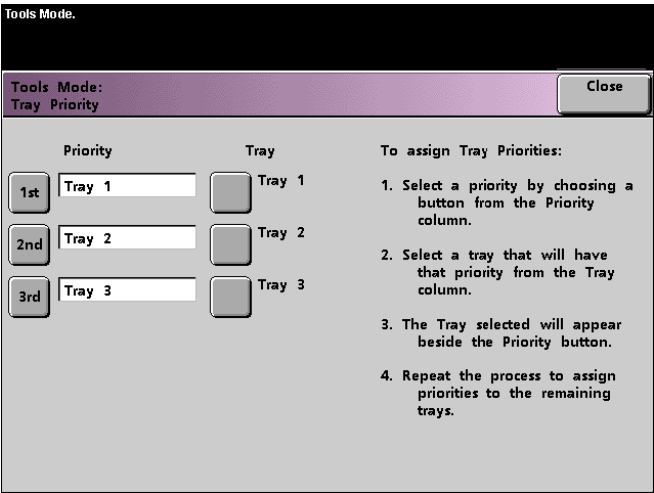 Tools Mode.
Tools Mode:
Tray Priority
Close
Priority
Tray
1st
Tray 1
Tray 1
2nd
Tray 2
Tray 2
3rd
Tray 3
Tray 3
To assign Tray Priorities:
1. Select a priority by choosing a
button from the Priority
column.
2. Select a tray that will have
that priority from the Tray
column.
3. The Tray selected will appear
beside the Priority button.
4. Repeat the process to assign
priorities to the remaining
trays.